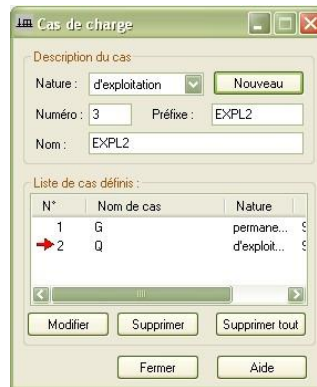 Cas de charge
Description du cas
Nature : d'exploitation Nouveau
Numéro : 3 Préfixe : EXPL2
Nom : EXPL2
Liste de cas définis :
N° Nom de cas Nature
1 G permane... S
2 Q d'exploit... S
Modifier Supprimer Supprimer tout
Fermer Aide